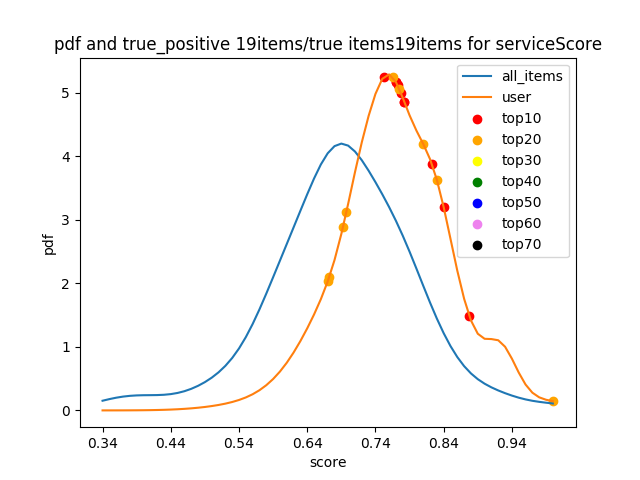 pdf and true_positive 19items/true items19items for serviceScore
all_items
user
top10
top20
top30
top40
top50
top60
top70
pdf
5
4
3
2
1
0
0.34 0.44 0.54 0.64 0.74 0.84 0.94
score